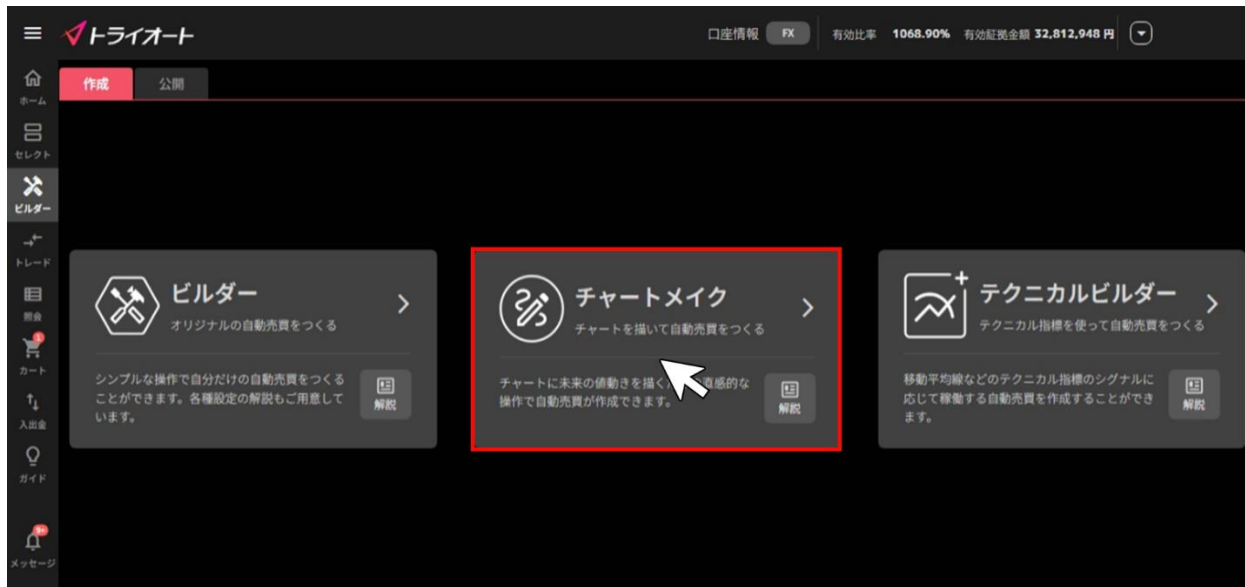 トライオート
口座情報 FX 有効比率 1068.90% 有効証拠金額 32,812,948 円
作成 公開
ホーム
セレクト
ビルダー
トレード
照会
1
カート
入出金
ガイド
9+
メッセージ
ビルダー
オリジナルの自動売買をつくる
シンプルな操作で自分だけの自動売買をつくる
ことができます。各種設定の解説もご用意して
います。
解説
チャートメイク
チャートを描いて自動売買をつくる
チャートに未来の値動きを描く 直感的な
操作で自動売買が作成できます。
解説
テクニカルビルダー
テクニカル指標を使って自動売買をつくる
移動平均線などのテクニカル指標のシグナルに
応じて稼働する自動売買を作成することができ
ます。
解説